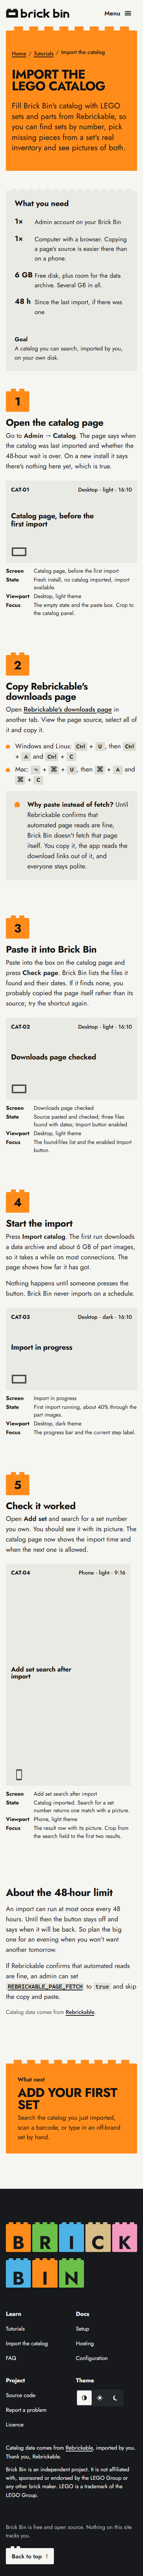 brick bin
Menu
Home / Tutorials / Import the catalog
IMPORT THE
LEGO CATALOG
Fill Brick Bin's catalog with LEGO
sets and parts from Rebrickable, so
you can find sets by number, pick
missing pieces from a set's real
inventory and see pictures of both.
What you need
1× Admin account on your Brick Bin
1× Computer with a browser. Copying
a page's source is easier there than
on a phone.
6 GB Free disk, plus room for the data
archive. Several GB in all.
48 h Since the last import, if there was
one
Goal
A catalog you can search, imported by you,
on your own disk.
1
Open the catalog page
Go to Admin → Catalog. The page says when
the catalog was last imported and whether the
48-hour wait is over. On a new install it says
there's nothing here yet, which is true.
CAT-01 Desktop · light · 16:10
Catalog page, before the
first import
Screen Catalog page, before the first import
State Fresh install, no catalog imported, import
available.
Viewport Desktop, light theme
Focus The empty state and the paste box. Crop to
the catalog panel.
2
Copy Rebrickable's
downloads page
Open Rebrickable's downloads page in
another tab. View the page source, select all of
it and copy it.
Windows and Linux: Ctrl + U, then Ctrl
+ A and Ctrl + C
Mac: ⌥ + ⌘ + U, then ⌘ + A and
⌘ + C
Why paste instead of fetch? Until
Rebrickable confirms that
automated page reads are fine,
Brick Bin doesn't fetch that page
itself. You copy it, the app reads
the download links out of it, and
everyone stays polite.
3
Paste it into Brick Bin
Paste into the box on the catalog page and
press Check page. Brick Bin lists the files it
found and their dates. If it finds none, you
probably copied the page itself rather than its
source; try the shortcut again.
CAT-02 Desktop · light · 16:10
Downloads page checked
Screen Downloads page checked
State Source pasted and checked; three files
found with dates; Import button enabled.
Viewport Desktop, light theme
Focus The found-files list and the enabled Import
button.
4
Start the import
Press Import catalog. The first run downloads
a data archive and about 6 GB of part images,
so it takes a while on most connections. The
page shows how far it has got.
Nothing happens until someone presses the
button. Brick Bin never imports on a schedule.
CAT-03 Desktop · dark · 16:10
Import in progress
Screen Import in progress
State First import running, about 40% through the
part images.
Viewport Desktop, dark theme
Focus The progress bar and the current step label.
5
Check it worked
Open Add set and search for a set number
you own. You should see it with its picture. The
catalog page now shows the import time and
when the next one is allowed.
CAT-04 Phone · light · 9:16
Add set search after
import
Screen Add set search after import
State Catalog imported. Search for a set
number returns one match with a picture.
Viewport Phone, light theme
Focus The result row with its picture. Crop from
the search field to the first two results.
About the 48-hour limit
An import can run at most once every 48
hours. Until then the button stays off and
says when it will be back. So plan the big
one for an evening when you won't want
another tomorrow.
If Rebrickable confirms that automated reads
are fine, an admin can set
REBRICKABLE_PAGE_FETCH to true and skip
the copy and paste.
Catalog data comes from Rebrickable.
What next
ADD YOUR FIRST
SET
Search the catalog you just imported,
scan a barcode, or type in an off-brand
set by hand.
BRICK
BIN
Learn
Tutorials
Import the catalog
FAQ
Docs
Setup
Hosting
Configuration
Project
Source code
Report a problem
Licence
Theme
Catalog data comes from Rebrickable, imported by you.
Thank you, Rebrickable.
Brick Bin is an independent project. It is not affiliated
with, sponsored or endorsed by the LEGO Group or
any other brick maker. LEGO is a trademark of the
LEGO Group.
Brick Bin is free and open source. Nothing on this site
tracks you.
Back to top ↑